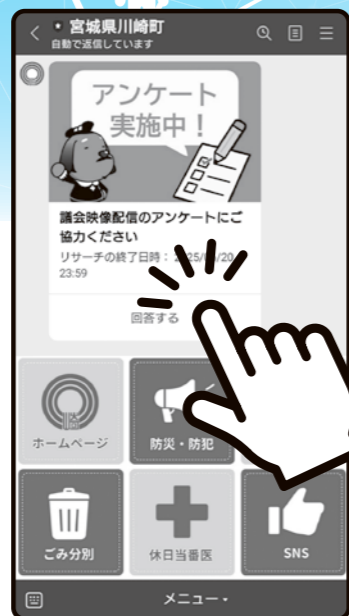 宮城県川崎町
自動で返信しています
アンケート
実施中！
議会映像配信のアンケートにご
協力ください
リサーチの終了日時：
23:59
回答する
ホームページ
防災・防犯
ごみ分別
休日当番医
SNS
メニュー